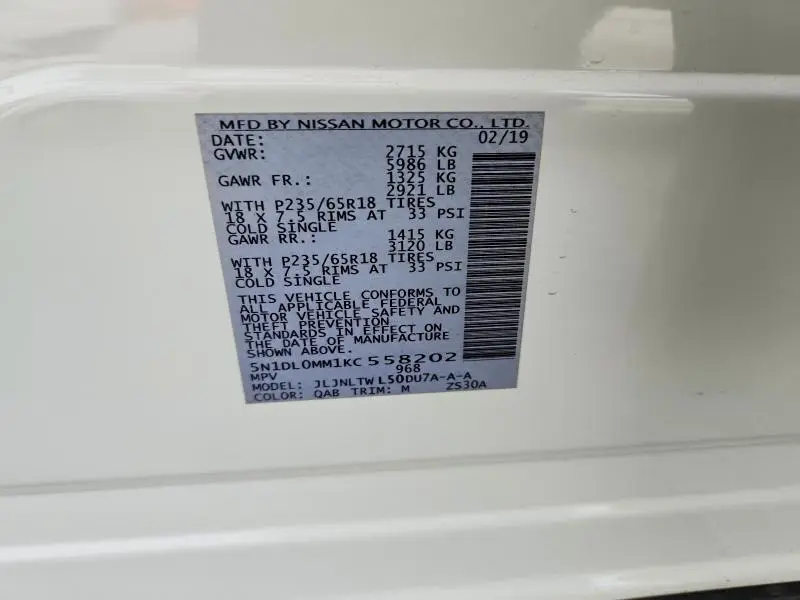 MFD BY NISSAN MOTOR CO., LTD.
DATE: 02/19
GVWR: 2715 KG
5986 LB
GAWR FR.: 1325 KG
2921 LB
WITH P235/65R18 TIRES
18 X 7.5 RIMS AT 33 PSI
COLD SINGLE
GAWR RR.: 1415 KG
3120 LB
WITH P235/65R18 TIRES
18 X 7.5 RIMS AT 33 PSI
COLD SINGLE
THIS VEHICLE CONFORMS TO
ALL APPLICABLE FEDERAL
MOTOR VEHICLE SAFETY AND
THEFT PREVENTION
STANDARDS IN EFFECT ON
THE DATE OF MANUFACTURE
SHOWN ABOVE.
5N1DL0MM1KC558202
MPV 968
MODEL: JLJNLTWL50DU7A-A-A
COLOR: QAB TRIM: M ZS30A